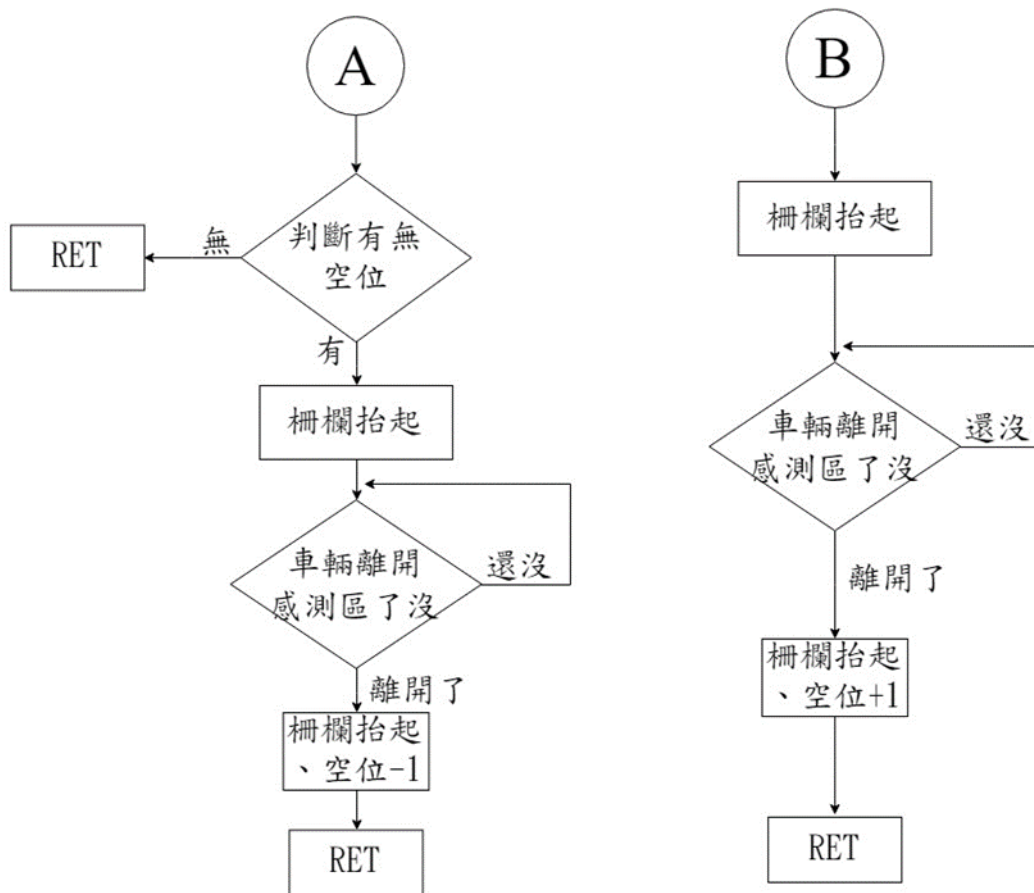 A
判斷有無
空位
無
RET
有
柵欄抬起
車輛離開
感測區了沒
還沒
離開了
柵欄抬起
、空位-1
RET
B
柵欄抬起
車輛離開
感測區了沒
還沒
離開了
柵欄抬起
、空位+1
RET